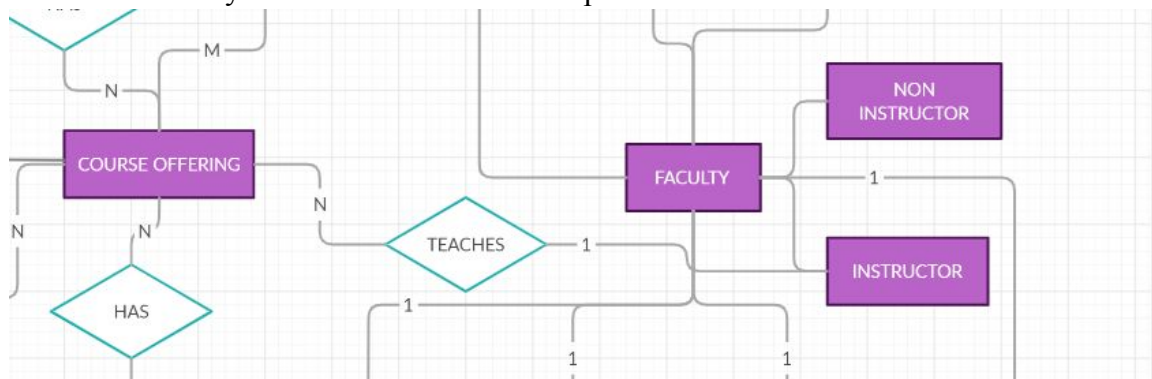 M
N
NON
INSTRUCTOR
COURSE OFFERING
FACULTY
1
N
N
N
TEACHES
1
INSTRUCTOR
HAS
1
1
1